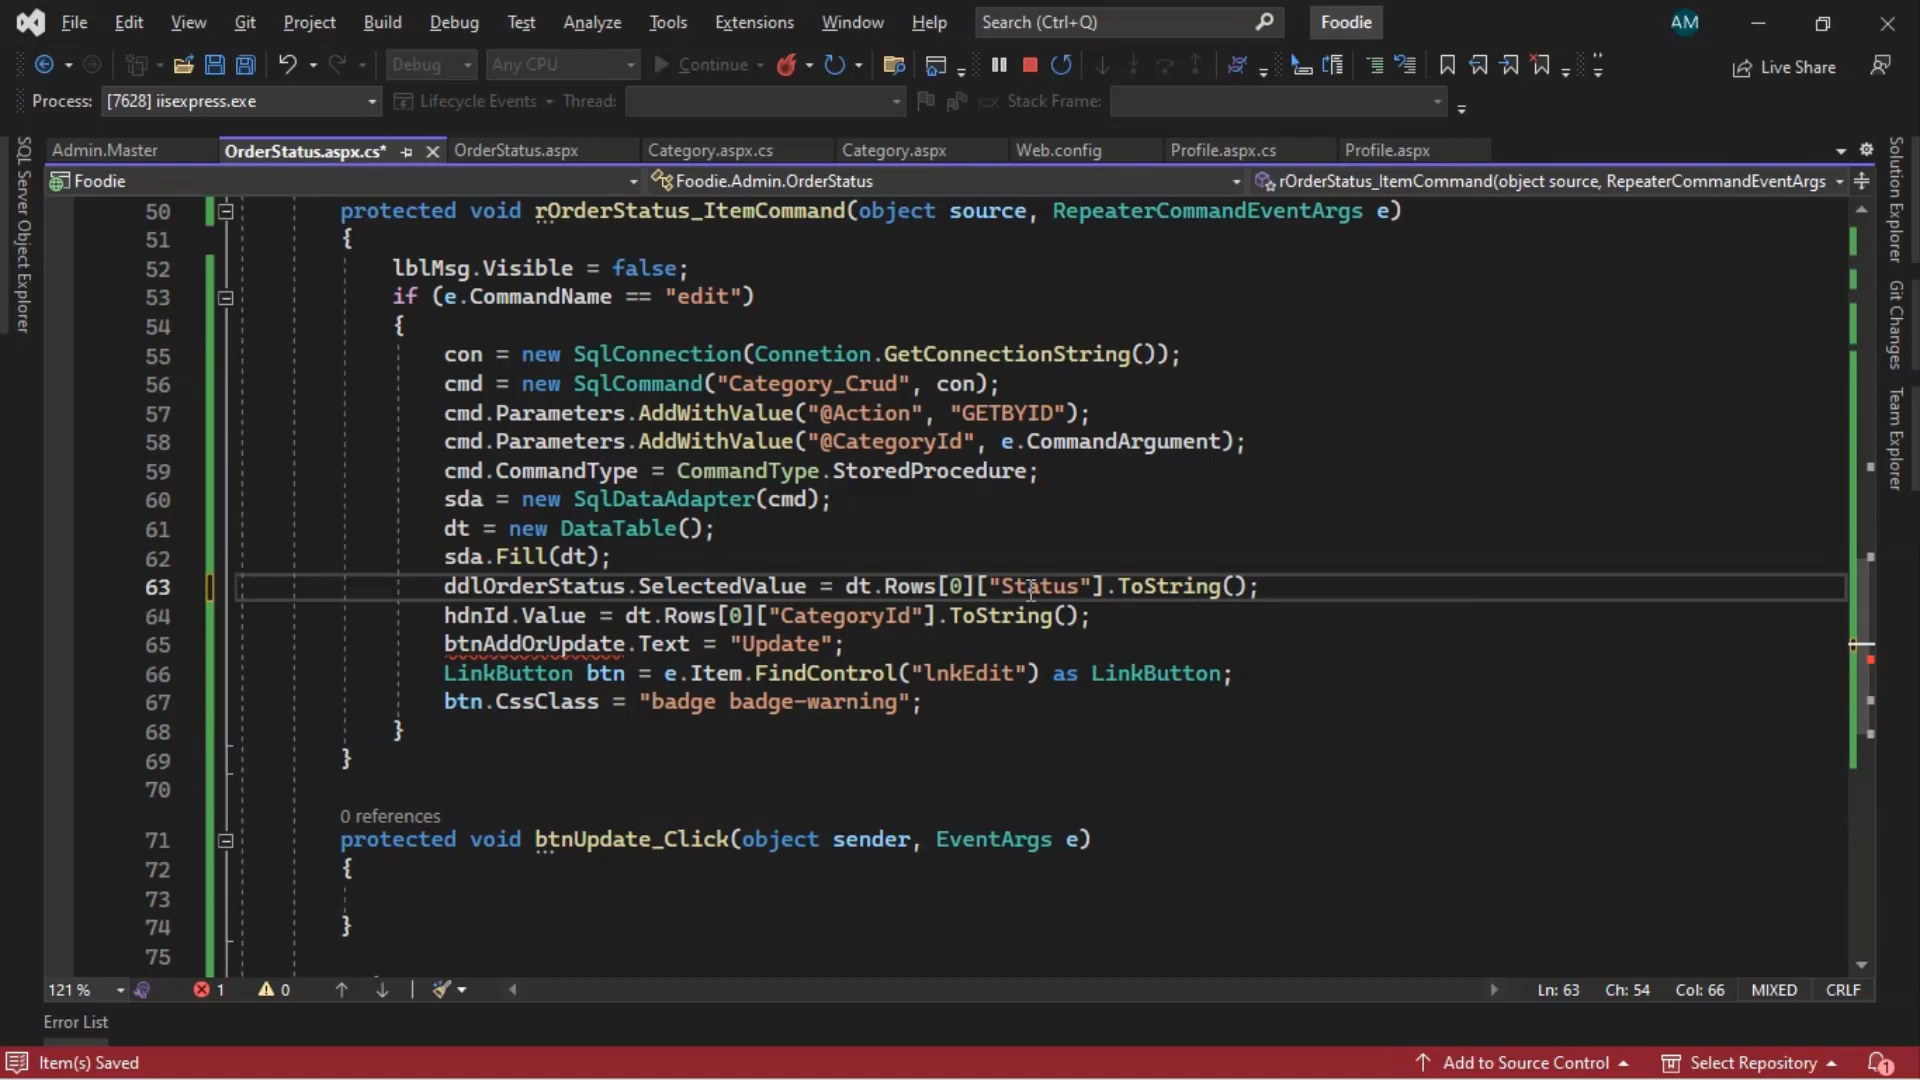 File Edit View Git Project Build Debug Test Analyze Tools Extensions Window Help Search (Ctrl+Q) Foodie AM
Debug Any CPU Continue Live Share
Process: [7628] iisexpress.exe Lifecycle Events Thread: Stack Frame:
Admin.Master OrderStatus.aspx.cs* OrderStatus.aspx Category.aspx.cs Category.aspx Web.config Profile.aspx.cs Profile.aspx
Foodie Foodie.Admin.OrderStatus rOrderStatus_ItemCommand(object source, RepeaterCommandEventArgs
SQL Server Object Explorer
50 protected void rOrderStatus_ItemCommand(object source, RepeaterCommandEventArgs e)
51 {
52 lblMsg.Visible = false;
53 if (e.CommandName == "edit")
54 {
55 con = new SqlConnection(Connetion.GetConnectionString());
56 cmd = new SqlCommand("Category_Crud", con);
57 cmd.Parameters.AddWithValue("@Action", "GETBYID");
58 cmd.Parameters.AddWithValue("@CategoryId", e.CommandArgument);
59 cmd.CommandType = CommandType.StoredProcedure;
60 sda = new SqlDataAdapter(cmd);
61 dt = new DataTable();
62 sda.Fill(dt);
63 ddlOrderStatus.SelectedValue = dt.Rows[0]["Status"].ToString();
64 hdnId.Value = dt.Rows[0]["CategoryId"].ToString();
65 btnAddOrUpdate.Text = "Update";
66 LinkButton btn = e.Item.FindControl("lnkEdit") as LinkButton;
67 btn.CssClass = "badge badge-warning";
68 }
69 }
70
0 references
71 protected void btnUpdate_Click(object sender, EventArgs e)
72 {
73
74 }
75
Solution Explorer
Git Changes
Team Explorer
121 % 1 0 Ln: 63 Ch: 54 Col: 66 MIXED CRLF
Error List
Item(s) Saved Add to Source Control Select Repository 1